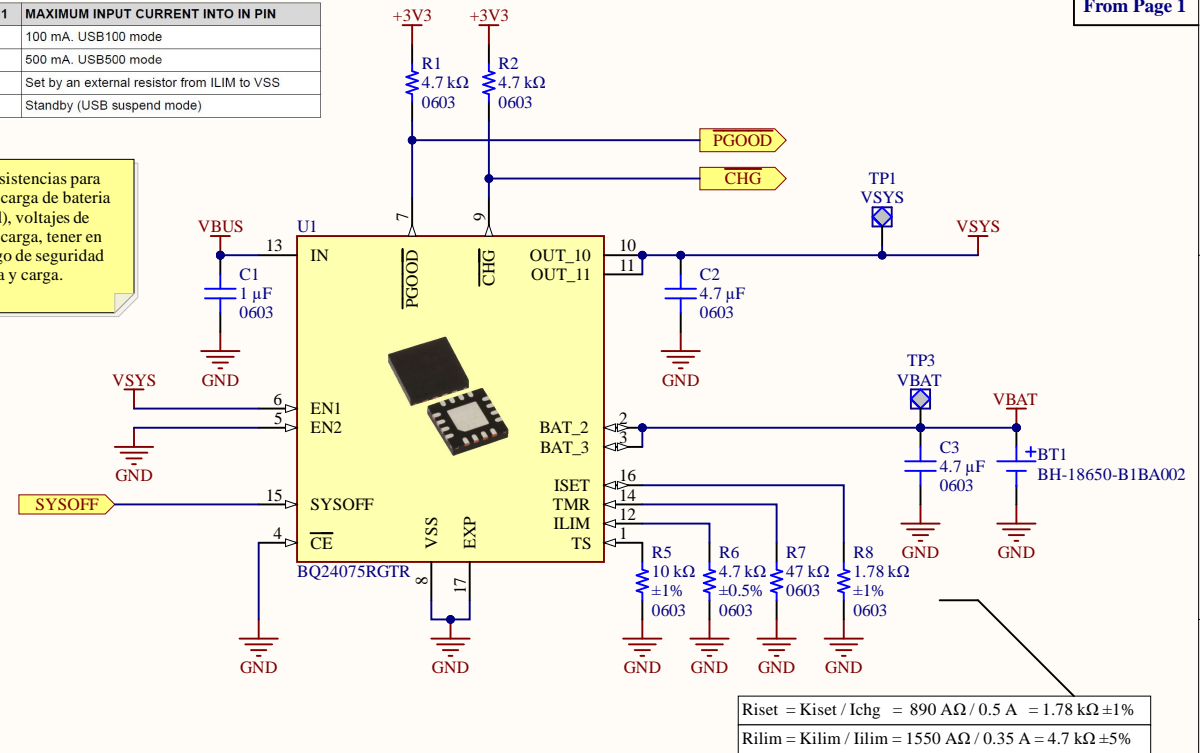 1 MAXIMUM INPUT CURRENT INTO IN PIN
100 mA. USB100 mode
500 mA. USB500 mode
Set by an external resistor from ILIM to VSS
Standby (USB suspend mode)
From Page 1
sistencias para
carga de bateria
), voltajes de
carga, tener en
go de seguridad
a y carga.
+3V3
+3V3
R1
4.7 kΩ
0603
R2
4.7 kΩ
0603
PGOOD
CHG
TP1
VSYS
VSYS
VBUS
C1
1 µF
0603
GND
U1
13
IN
7
PGOOD
9
CHG
OUT_10
10
OUT_11
11
C2
4.7 µF
0603
GND
VSYS
6
EN1
5
EN2
GND
TP3
VBAT
VBAT
BAT_2
2
BAT_3
3
C3
4.7 µF
0603
GND
+
BT1
BH-18650-B1BA002
GND
SYSOFF
15
SYSOFF
4
CE
GND
ISET
16
TMR
14
ILIM
12
TS
1
VSS
8
EXP
17
GND
BQ24075RGTR
R5
10 kΩ
±1%
0603
GND
R6
4.7 kΩ
±0.5%
0603
GND
R7
47 kΩ
0603
GND
R8
1.78 kΩ
±1%
0603
GND
Riset = Kiset / Ichg = 890 AΩ / 0.5 A = 1.78 kΩ ±1%
Rilim = Kilim / Iilim = 1550 AΩ / 0.35 A = 4.7 kΩ ±5%